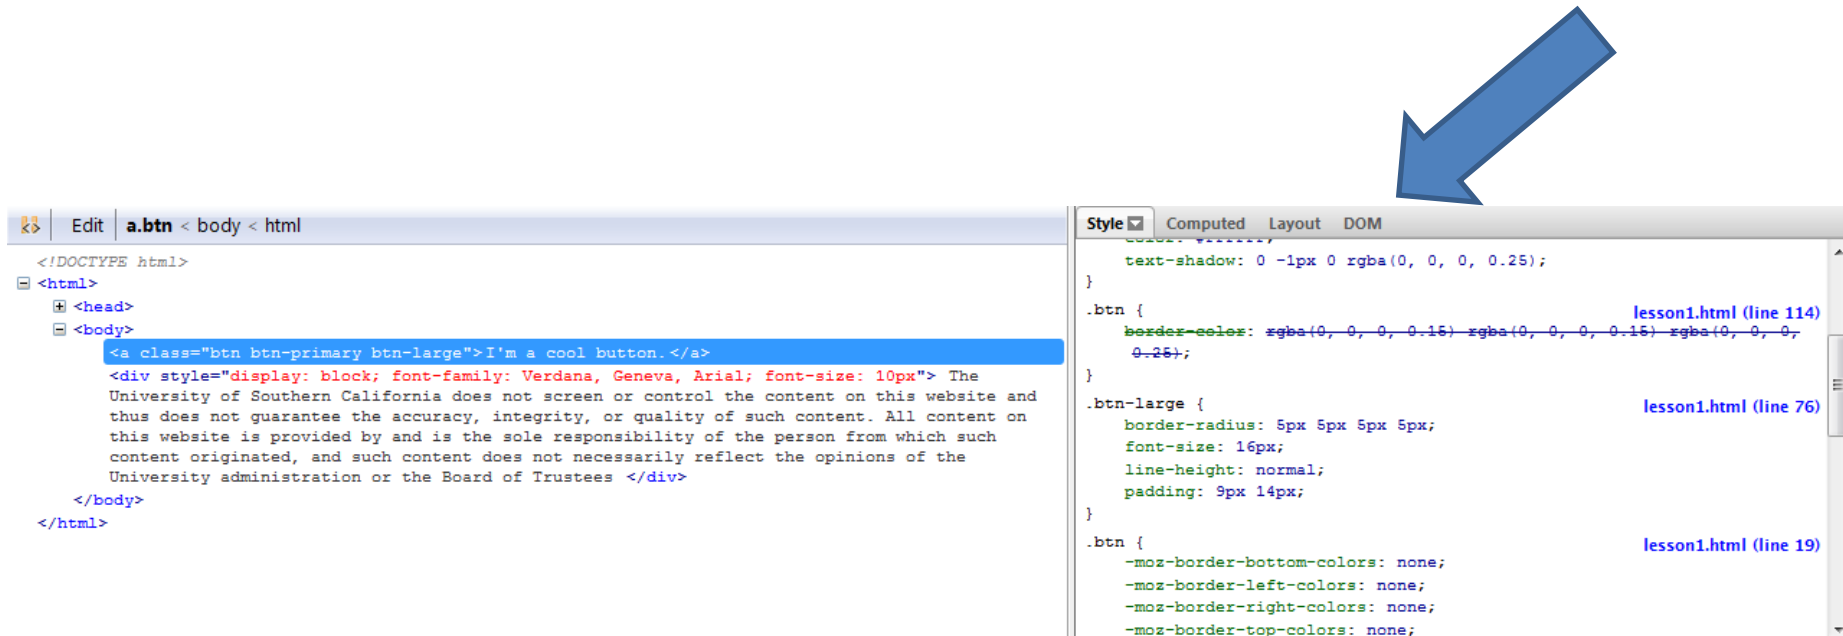 Edit a.btn < body < html
<!DOCTYPE html>
<html>
<head>
<body>
<a class="btn btn-primary btn-large">I'm a cool button.</a>
<div style="display: block; font-family: Verdana, Geneva, Arial; font-size: 10px"> The
University of Southern California does not screen or control the content on this website and
thus does not guarantee the accuracy, integrity, or quality of such content. All content on
this website is provided by and is the sole responsibility of the person from which such
content originated, and such content does not necessarily reflect the opinions of the
University administration or the Board of Trustees </div>
</body>
</html>
Style Computed Layout DOM
text-shadow: 0 -1px 0 rgba(0, 0, 0, 0.25);
}
.btn { lesson1.html (line 114)
border-color: rgba(0, 0, 0, 0.15) rgba(0, 0, 0, 0.15) rgba(0, 0, 0,
0.25);
}
.btn-large { lesson1.html (line 76)
border-radius: 5px 5px 5px 5px;
font-size: 16px;
line-height: normal;
padding: 9px 14px;
}
.btn { lesson1.html (line 19)
-moz-border-bottom-colors: none;
-moz-border-left-colors: none;
-moz-border-right-colors: none;
-moz-border-top-colors: none;